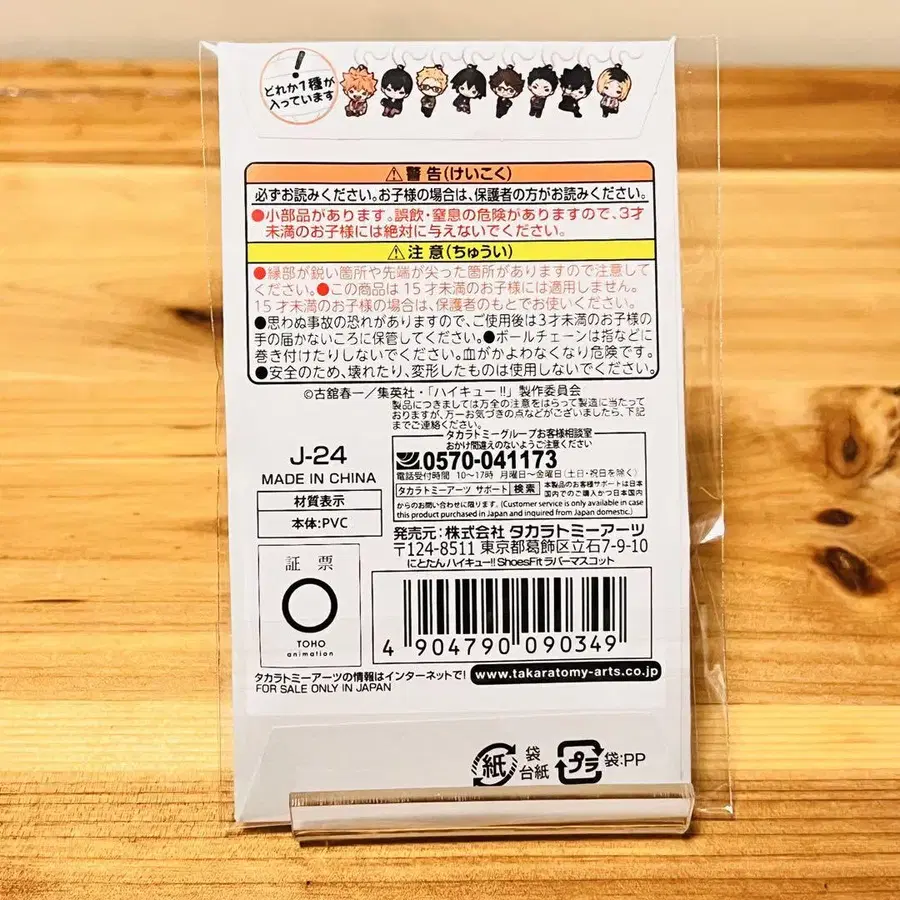 !
どれか1種が
入っています
⚠警告(けいこく)
必ずお読みください。お子様の場合は、保護者の方がお読みください。
●小部品があります。誤飲・窒息の危険がありますので、3才
未満のお子様には絶対に与えないでください。
⚠注意(ちゅうい)
●縁部が鋭い箇所や先端が尖った箇所がありますので注意して
ください。●この商品は15才未満のお子様には適用しません。
15才未満のお子様の場合は、保護者のもとでお使いください。
●思わぬ事故の恐れがありますので、ご使用後は3才未満のお子様の
手の届かないころに保管してください。●ボールチェーンは指などに
巻き付けたりしないでください。血がかよわなくなり危険です。
●安全のため、壊れたり、変形したものは使用しないでください。
©古舘春一/集英社・「ハイキュー!!」製作委員会
製品につきましては万全の注意をはらって製造に当たって
おりますが、万一お気づきの点などがございましたら、下記
までご連絡ください。
J-24
MADE IN CHINA
材質表示
本体:PVC
証票
TOHO
animation
タカラトミーグループお客様相談室
おかけ間違えのないようご注意ください
0570-041173
電話受付時間 10〜17時 月曜日〜金曜日(土・日・祝日を除く)
タカラトミーアーツ サポート 検索 本製品のお客様サポートは日本
国内でのご購入かつ日本国内
からのお問い合わせに限ります。(Customer service is only available in case
this product purchased in Japan and inquired from Japan domestic.)
発売元:株式会社タカラトミーアーツ
〒124-8511 東京都葛飾区立石7-9-10
にとたん ハイキュー!! ShoesFit ラバーマスコット
4 904790 090349
タカラトミーアーツの情報はインターネットで! www.takaratomy-arts.co.jp
FOR SALE ONLY IN JAPAN
紙 袋
台紙
プラ 袋:PP